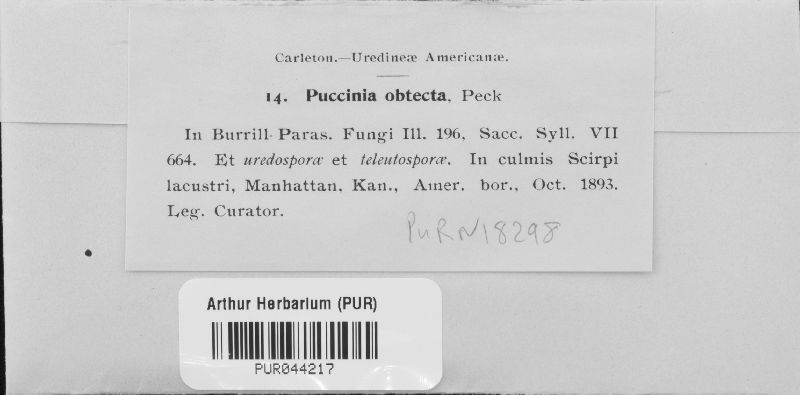 Carleton.—Uredineæ Americanæ.
14. Puccinia obtecta, Peck
In Burrill Paras. Fungi Ill. 196, Sacc. Syll. VII
664. Et uredosporæ et teleutosporæ. In culmis Scirpi
lacustri, Manhattan, Kan., Amer. bor., Oct. 1893.
Leg. Curator.
PURN18298
Arthur Herbarium (PUR)
PUR044217